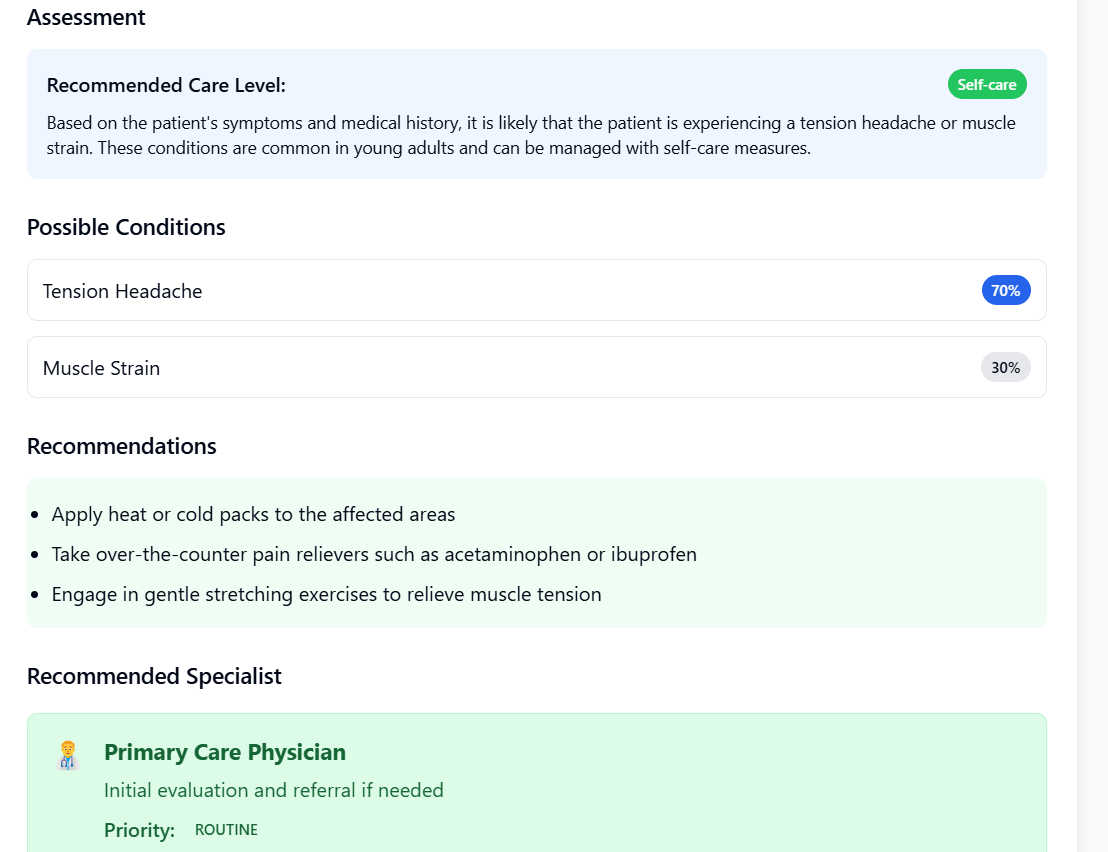 Assessment
Recommended Care Level:
Self-care
Based on the patient's symptoms and medical history, it is likely that the patient is experiencing a tension headache or muscle
strain. These conditions are common in young adults and can be managed with self-care measures.
Possible Conditions
Tension Headache
70%
Muscle Strain
30%
Recommendations
• Apply heat or cold packs to the affected areas
• Take over-the-counter pain relievers such as acetaminophen or ibuprofen
• Engage in gentle stretching exercises to relieve muscle tension
Recommended Specialist
Primary Care Physician
Initial evaluation and referral if needed
Priority: ROUTINE